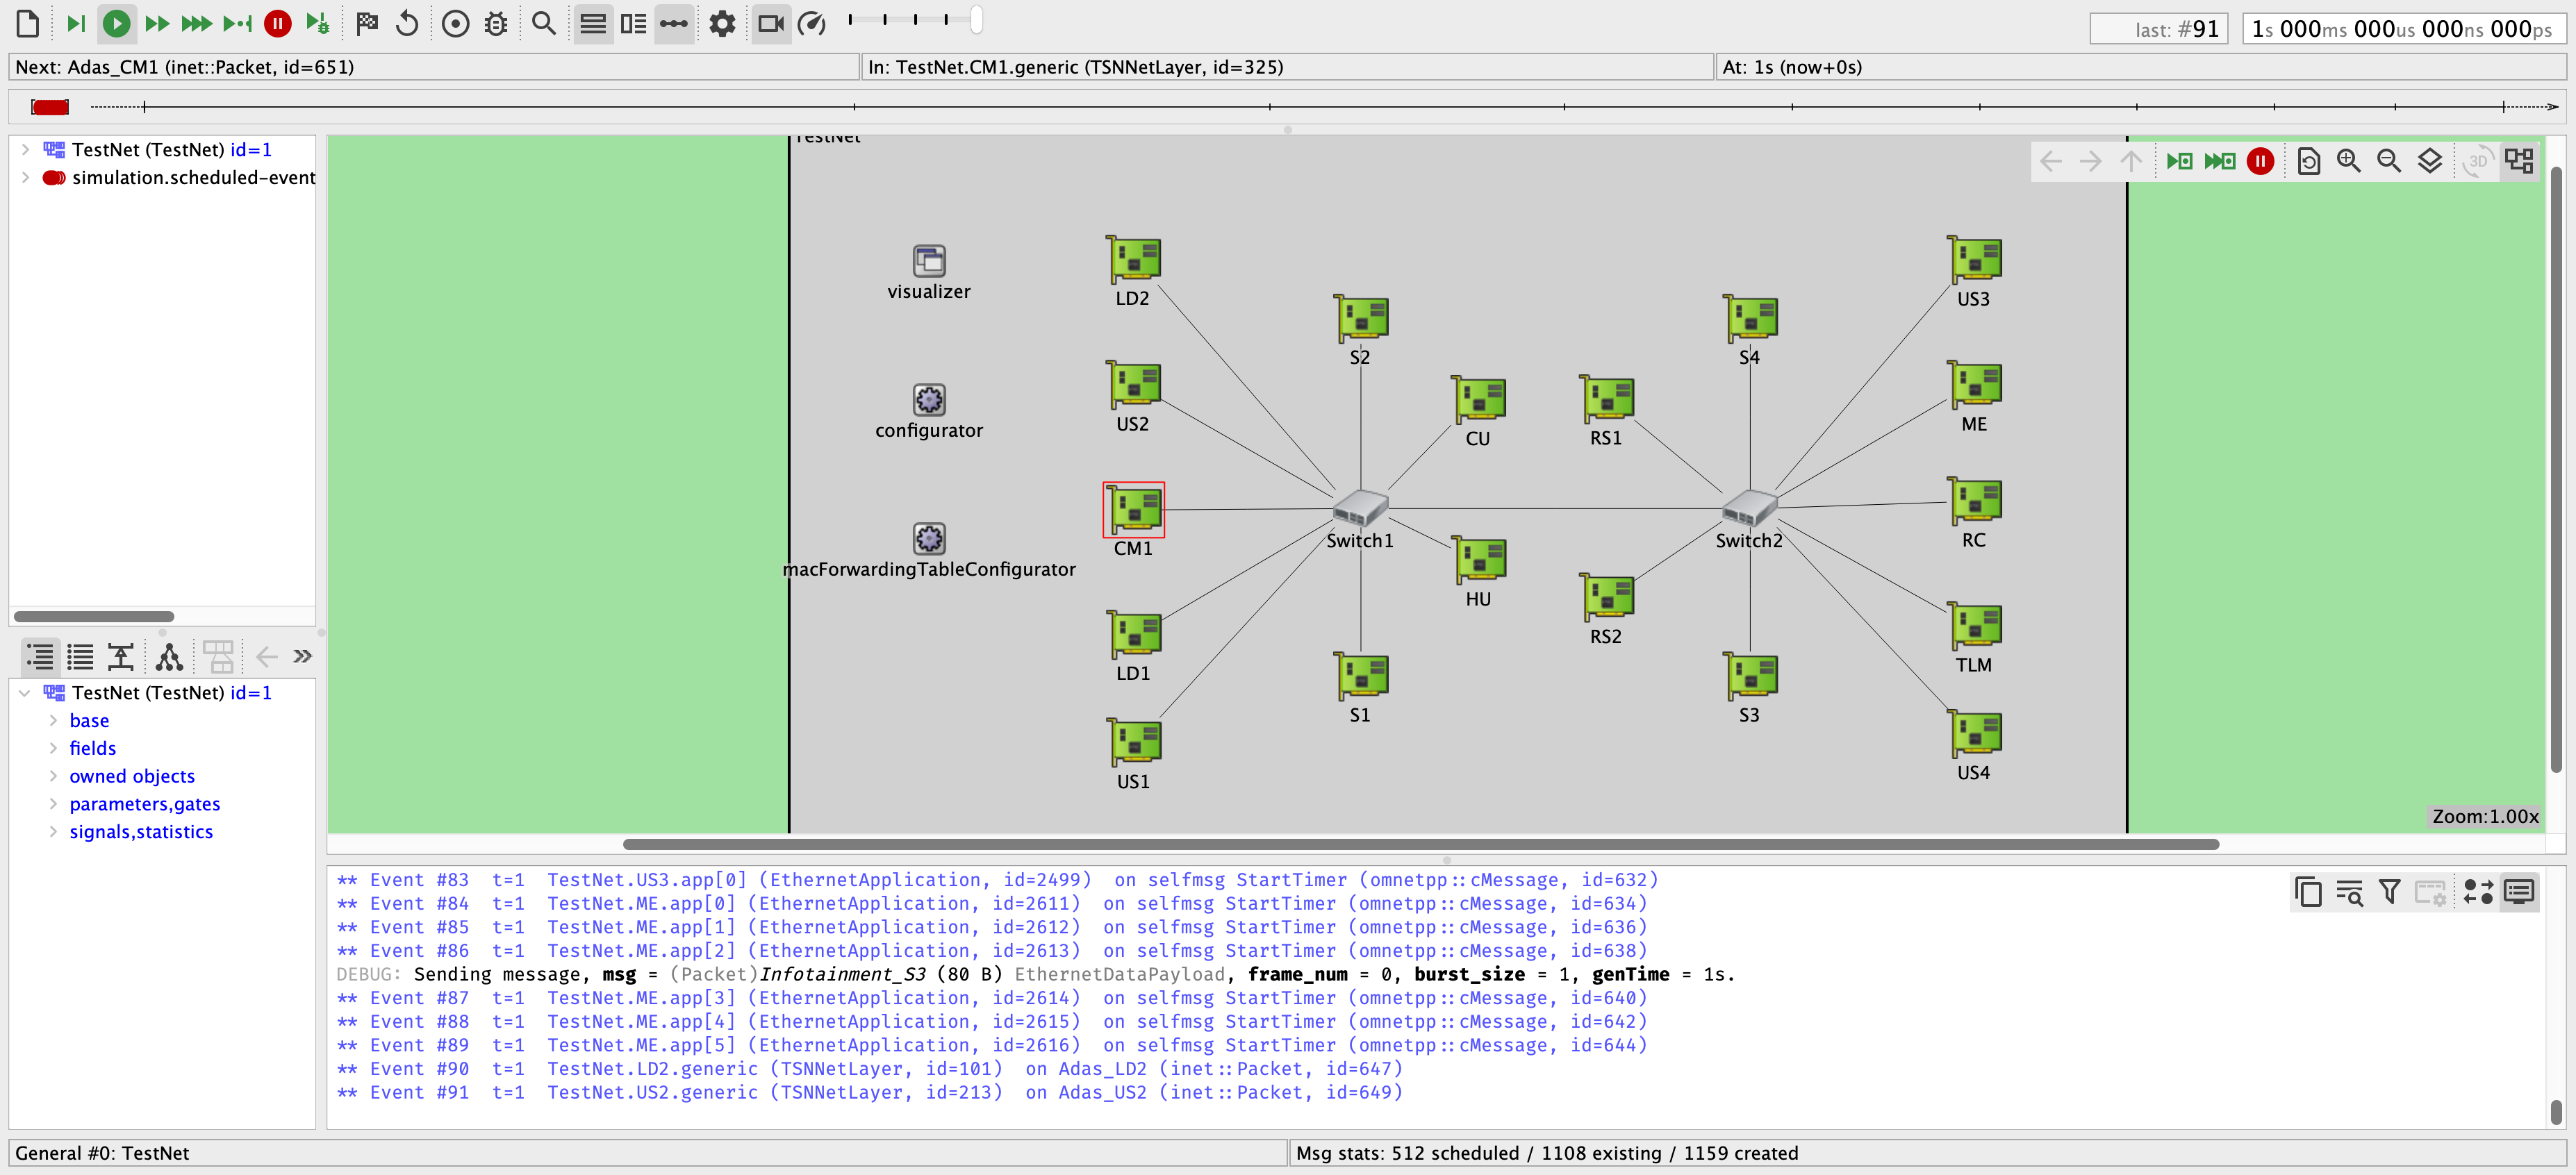 last: #91
1s 000ms 000us 000ns 000ps
Next: Adas_CM1 (inet::Packet, id=651)
In: TestNet.CM1.generic (TSNNetLayer, id=325)
At: 1s (now+0s)
TestNet (TestNet) id=1
simulation.scheduled-event
TestNet
3D
visualizer
configurator
macForwardingTableConfigurator
LD2
US2
CM1
LD1
US1
S2
CU
Switch1
HU
S1
S4
RS1
Switch2
RS2
S3
US3
ME
RC
TLM
US4
Zoom:1.00x
TestNet (TestNet) id=1
base
fields
owned objects
parameters,gates
signals,statistics
** Event #83  t=1  TestNet.US3.app[0] (EthernetApplication, id=2499)  on selfmsg StartTimer (omnetpp::cMessage, id=632)
** Event #84  t=1  TestNet.ME.app[0] (EthernetApplication, id=2611)  on selfmsg StartTimer (omnetpp::cMessage, id=634)
** Event #85  t=1  TestNet.ME.app[1] (EthernetApplication, id=2612)  on selfmsg StartTimer (omnetpp::cMessage, id=636)
** Event #86  t=1  TestNet.ME.app[2] (EthernetApplication, id=2613)  on selfmsg StartTimer (omnetpp::cMessage, id=638)
DEBUG: Sending message, msg = (Packet)Infotainment_S3 (80 B) EthernetDataPayload, frame_num = 0, burst_size = 1, genTime = 1s.
** Event #87  t=1  TestNet.ME.app[3] (EthernetApplication, id=2614)  on selfmsg StartTimer (omnetpp::cMessage, id=640)
** Event #88  t=1  TestNet.ME.app[4] (EthernetApplication, id=2615)  on selfmsg StartTimer (omnetpp::cMessage, id=642)
** Event #89  t=1  TestNet.ME.app[5] (EthernetApplication, id=2616)  on selfmsg StartTimer (omnetpp::cMessage, id=644)
** Event #90  t=1  TestNet.LD2.generic (TSNNetLayer, id=101)  on Adas_LD2 (inet::Packet, id=647)
** Event #91  t=1  TestNet.US2.generic (TSNNetLayer, id=213)  on Adas_US2 (inet::Packet, id=649)
General #0: TestNet
Msg stats: 512 scheduled / 1108 existing / 1159 created